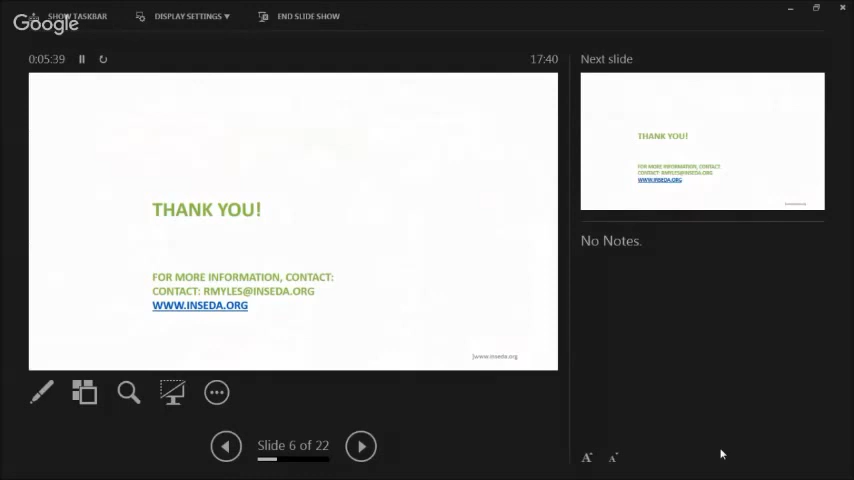 Google
SHOW TASKBAR
DISPLAY SETTINGS ▾
END SLIDE SHOW
0:05:39
17:40
Next slide
THANK YOU!
FOR MORE INFORMATION, CONTACT:
CONTACT: RMYLES@INSEDA.ORG
WWW.INSEDA.ORG
]www.inseda.org
THANK YOU!
FOR MORE INFORMATION, CONTACT:
CONTACT: RMYLES@INSEDA.ORG
WWW.INSEDA.ORG
No Notes.
Slide 6 of 22
A
A